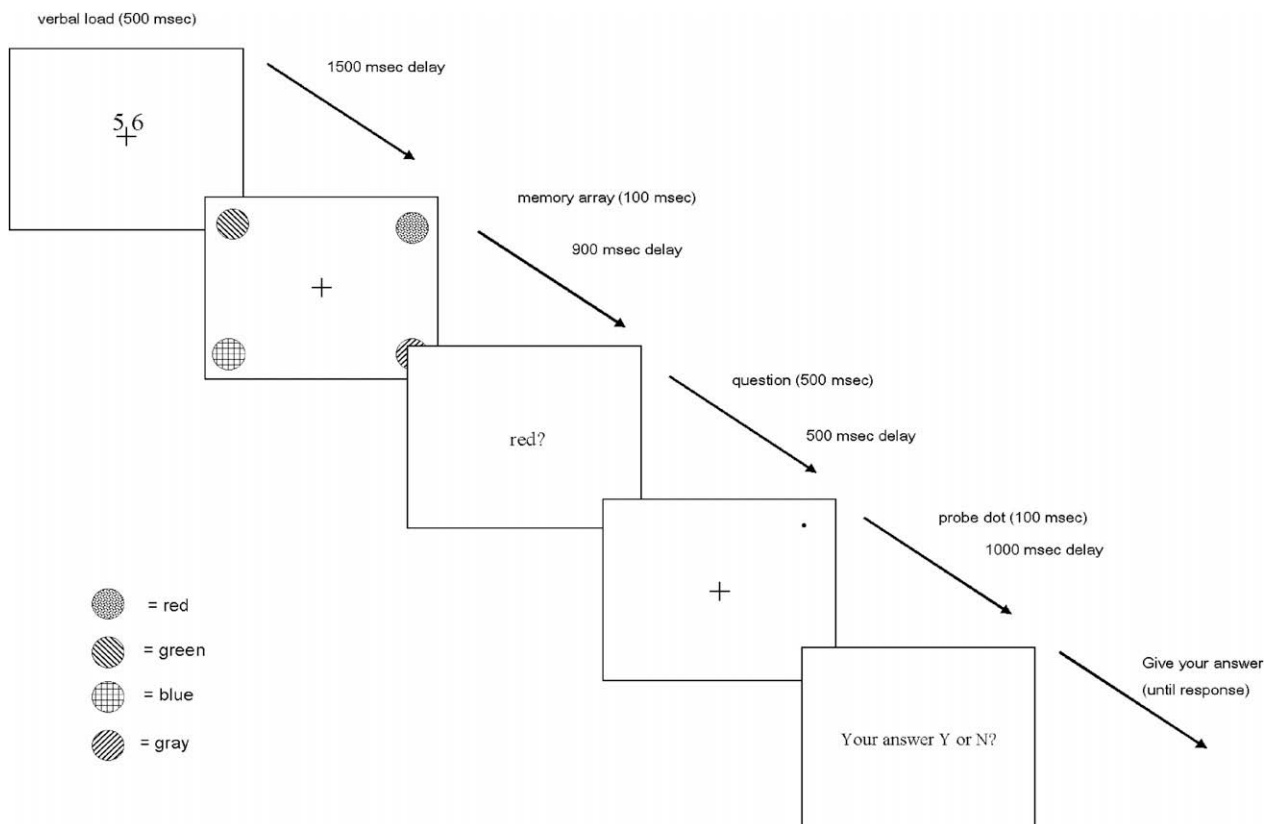 verbal load (500 msec)
1500 msec delay
5 6
memory array (100 msec)
900 msec delay
red?
question (500 msec)
500 msec delay
probe dot (100 msec)
1000 msec delay
= red
= green
= blue
= gray
Give your answer
(until response)
Your answer Y or N?